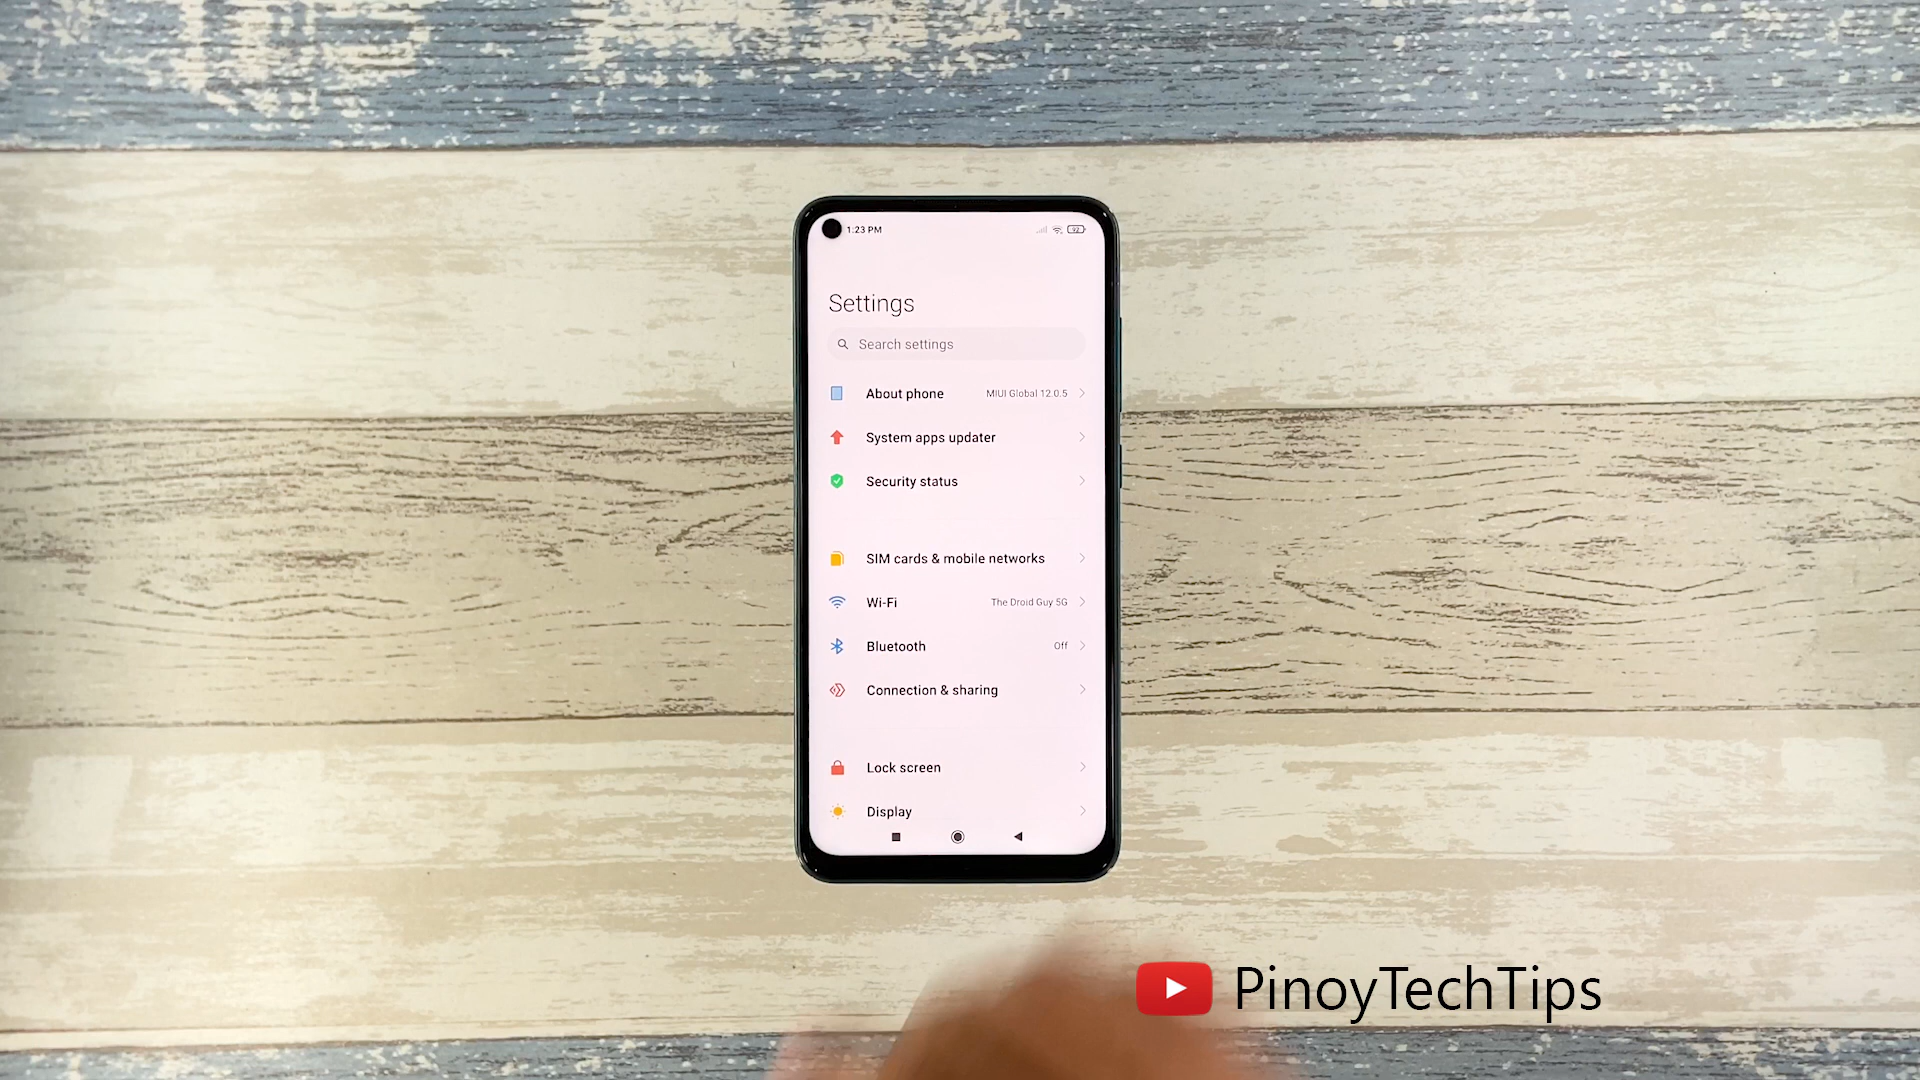 1:23 PM
92
Settings
Search settings
About phone MIUI Global 12.0.5
System apps updater
Security status
SIM cards & mobile networks
Wi-Fi The Droid Guy 5G
Bluetooth Off
Connection & sharing
Lock screen
Display
PinoyTechTips